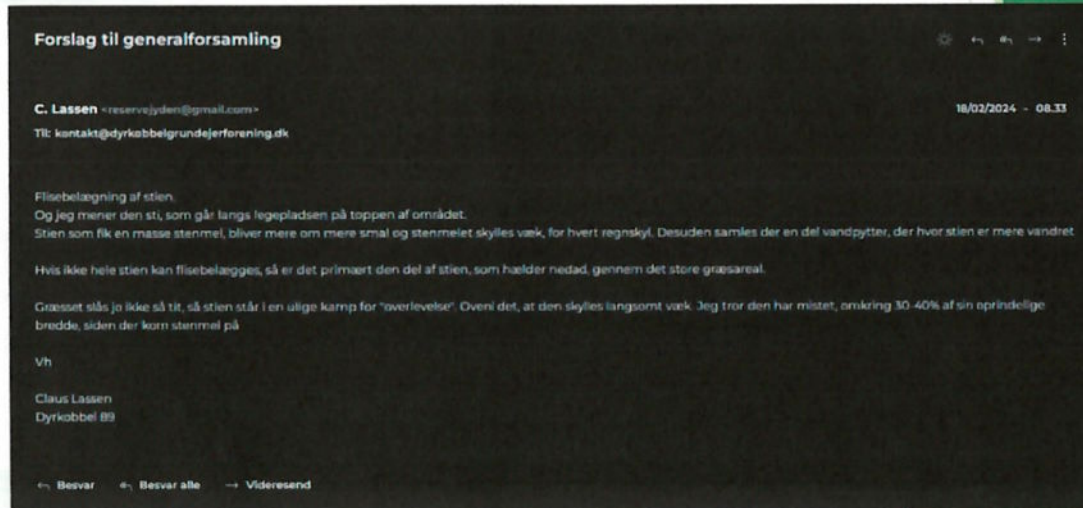 Forslag til generalforsamling
C. Lassen <reservejyden@gmail.com>
18/02/2024 - 08.33
Til: kontakt@dyrkobbelgrundejerforening.dk
Flisebelægning af stien.
Og jeg mener den sti, som går langs legepladsen på toppen af området.
Stien som fik en masse stenmel, bliver mere om mere smal og stenmelet skylles væk, for hvert regnskyl. Desuden samles der en del vandpytter, der hvor stien er mere vandret
Hvis ikke hele stien kan flisebelægges, så er det primært den del af stien, som hælder nedad, gennem det store græsareal.
Græsset slås jo ikke så tit, så stien står i en ulige kamp for "overlevelse". Oveni det, at den skylles langsomt væk. Jeg tror den har mistet, omkring 30-40% af sin oprindelige
bredde, siden der kom stenmel på
Vh
Claus Lassen
Dyrkobbel 89
Besvar Besvar alle Videresend